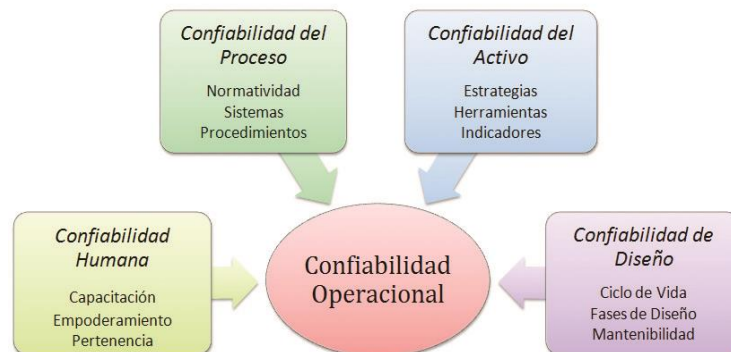 Confiabilidad del
Proceso
Normatividad
Sistemas
Procedimientos
Confiabilidad del
Activo
Estrategias
Herramientas
Indicadores
Confiabilidad
Humana
Capacitación
Empoderamiento
Pertenencia
Confiabilidad
Operacional
Confiabilidad de
Diseño
Ciclo de Vida
Fases de Diseño
Mantenibilidad